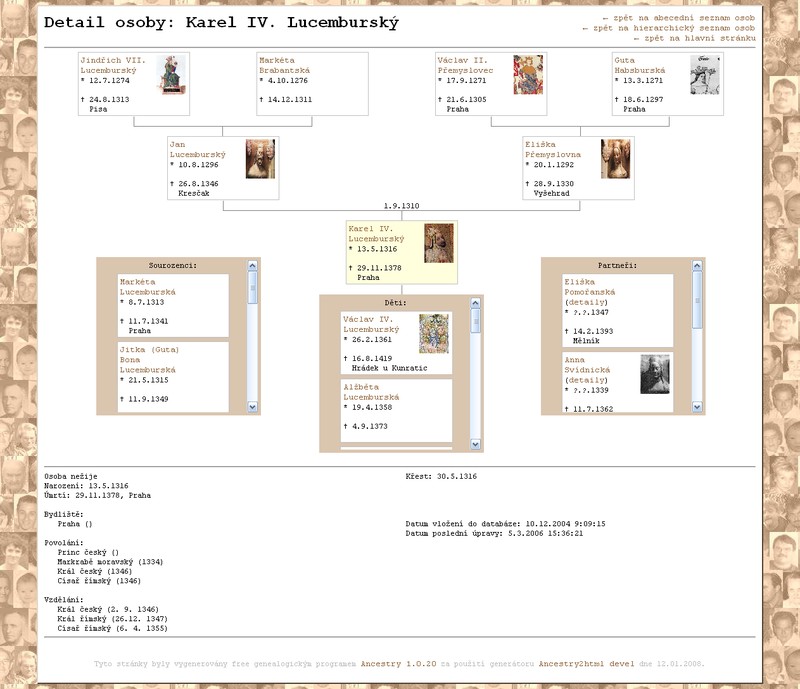 Detail osoby: Karel IV. Lucemburský
← zpět na abecední seznam osob
← zpět na hierarchický seznam osob
← zpět na hlavní stránku
Jindřich VII.
Lucemburský
* 12.7.1274
† 24.8.1313
Pisa
Markéta
Brabantská
* 4.10.1276
† 14.12.1311
Václav II.
Přemyslovec
* 17.9.1271
† 21.6.1305
Praha
Guta
Habsburská
* 13.3.1271
† 18.6.1297
Praha
Jan
Lucemburský
* 10.8.1296
† 26.8.1346
Kresčak
Eliška
Přemyslovna
* 20.1.1292
† 28.9.1330
Vyšehrad
1.9.1310
Karel IV.
Lucemburský
* 13.5.1316
† 29.11.1378
Praha
Sourozenci:
Markéta
Lucemburská
* 8.7.1313
† 11.7.1341
Praha
Jitka (Guta)
Bona
Lucemburská
* 21.5.1315
† 11.9.1349
Děti:
Václav IV.
Lucemburský
* 26.2.1361
† 16.8.1419
Hrádek u Kunratic
Alžběta
Lucemburská
* 19.4.1358
† 4.9.1373
Partneři:
Eliška
Pomořanská
(detaily)
* ?.?.1347
† 14.2.1393
Mělník
Anna
Svídnická
(detaily)
* ?.?.1339
† 11.7.1362
Osoba nežije
Narození: 13.5.1316
Úmrtí: 29.11.1378, Praha
Křest: 30.5.1316
Bydliště:
Praha ()
Datum vložení do databáze: 10.12.2004 9:09:15
Datum poslední úpravy: 5.3.2006 15:36:21
Povolání:
Princ český ()
Markrabě moravský (1334)
Král český (1346)
Císař římský (1346)
Vzdělání:
Král český (2. 9. 1346)
Král římský (26.12. 1347)
Císař římský (6. 4. 1355)
Tyto stránky byly vygenerovány free genealogickým programem Ancestry 1.0.20 za použití generátoru Ancestry2html devel dne 12.01.2008.